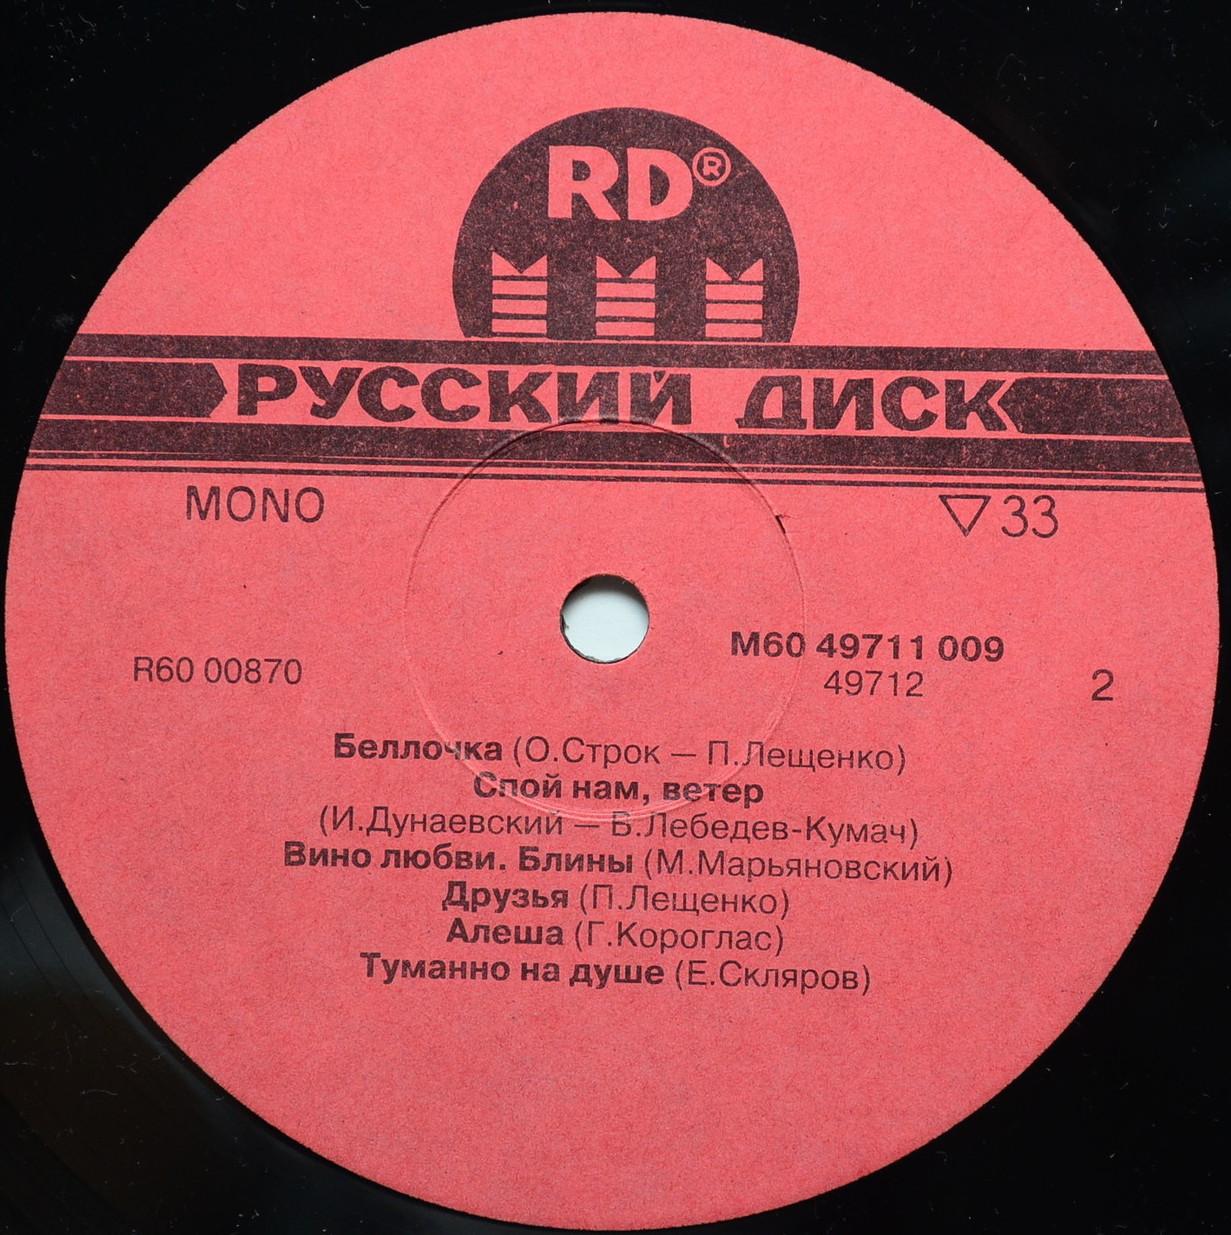 RD®
РУССКИЙ ДИСК
MONO ▽33
R60 00870
М60 49711 009
49712 2
Беллочка (О.Строк — П.Лещенко)
Спой нам, ветер
(И.Дунаевский — В.Лебедев-Кумач)
Вино любви. Блины (М.Марьяновский)
Друзья (П.Лещенко)
Алеша (Г.Короглас)
Туманно на душе (Е.Скляров)